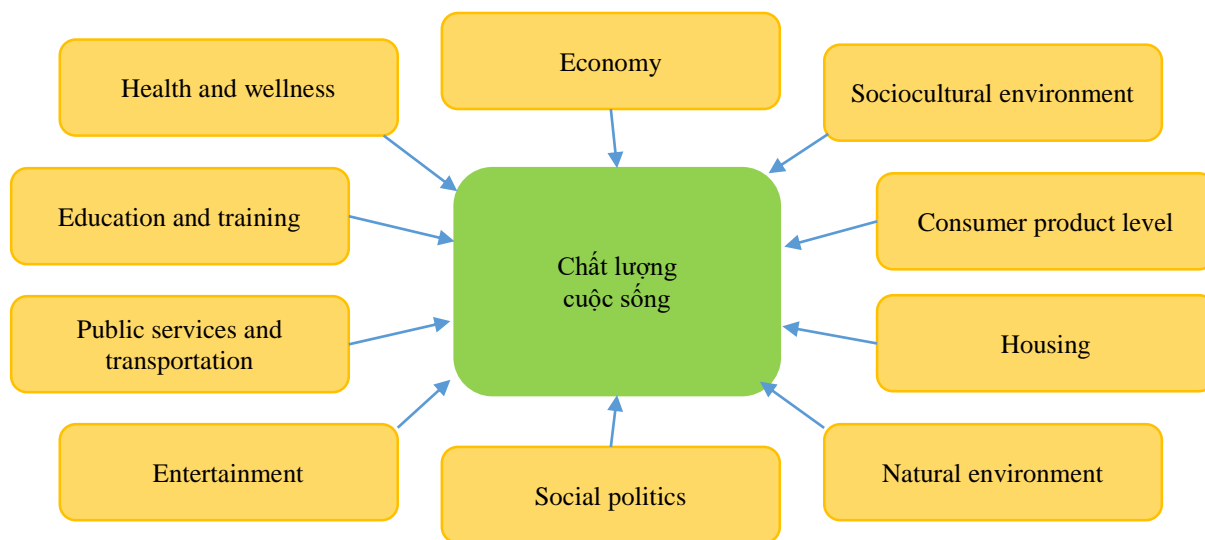 Economy
Health and wellness
Sociocultural environment
Education and training
Consumer product level
Chất lượng
cuộc sống
Public services and
transportation
Housing
Entertainment
Social politics
Natural environment